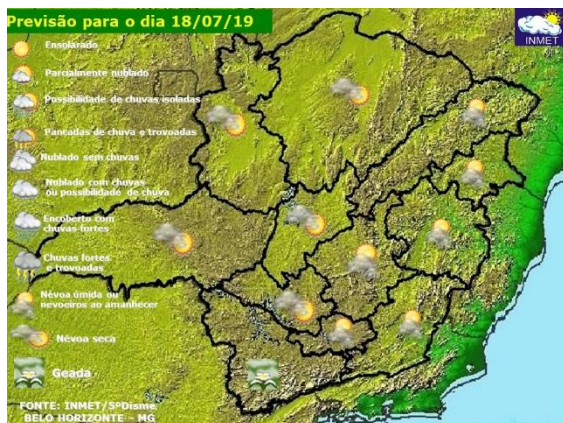 Previsão para o dia 18/07/19
INMET
Ensolarado
Parcialmente nublado
Possibilidade de chuvas isoladas
Pancadas de chuva e trovoadas
Nublado sem chuvas
Nublado com chuvas
ou possibilidade de chuva
Encoberto com
chuvas fortes
Chuvas fortes
e trovoadas
Névoa úmida ou
nevoeiros ao amanhecer
Névoa seca
Geada
FONTE: INMET/5ºDisme
BELO HORIZONTE - MG